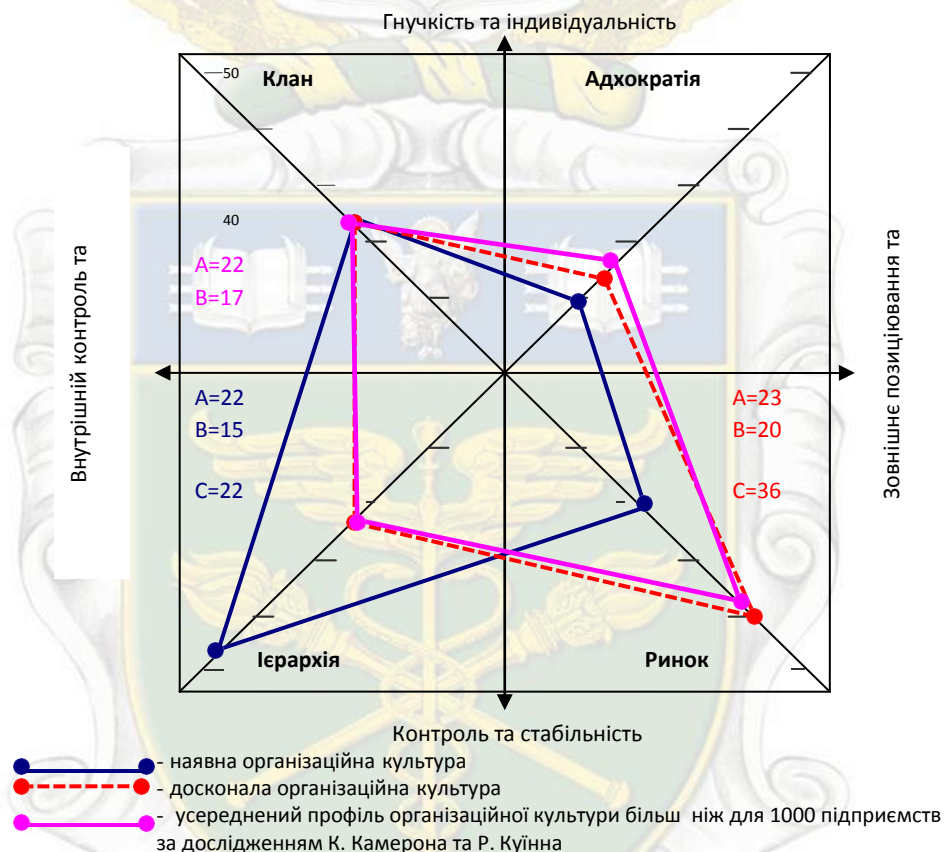 Гнучкість та індивідуальність
50
Клан
Адхократія
40
A=22
B=17
Внутрішній контроль та
Зовнішнє позиціювання та
A=22
B=15
C=22
A=23
B=20
C=36
Ієрархія
Ринок
Контроль та стабільність
- наявна організаційна культура
- досконала організаційна культура
- усереднений профіль організаційної культури більш ніж для 1000 підприємств
за дослідженням К. Камерона та Р. Куїнна